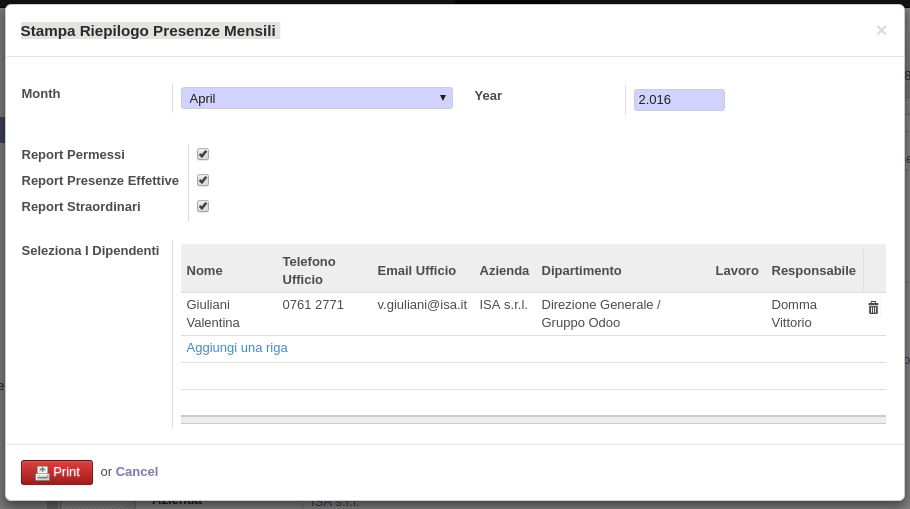 Stampa Riepilogo Presenze Mensili ×
Month April Year 2.016
Report Permessi
Report Presenze Effettive
Report Straordinari
Seleziona I Dipendenti
Nome Telefono Ufficio Email Ufficio Azienda Dipartimento Lavoro Responsabile
Giuliani Valentina 0761 2771 v.giuliani@isa.it ISA s.r.l. Direzione Generale / Gruppo Odoo Domma Vittorio
Aggiungi una riga
Print or Cancel
Azienda ISA s.r.l.